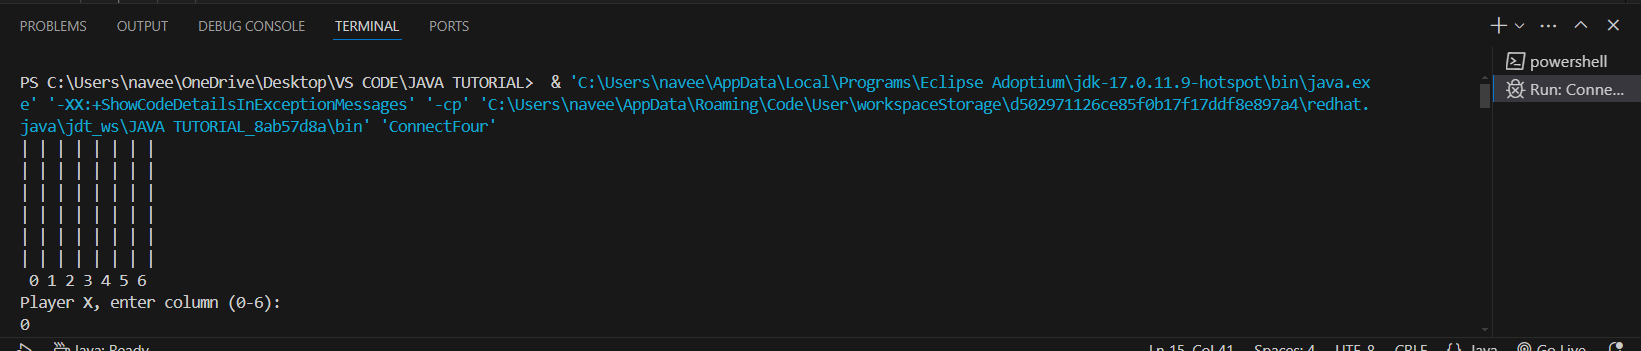 PROBLEMS OUTPUT DEBUG CONSOLE TERMINAL PORTS
PS C:\Users\navee\OneDrive\Desktop\VS CODE\JAVA TUTORIAL>  & 'C:\Users\navee\AppData\Local\Programs\Eclipse Adoptium\jdk-17.0.11.9-hotspot\bin\java.ex
e' '-XX:+ShowCodeDetailsInExceptionMessages' '-cp' 'C:\Users\navee\AppData\Roaming\Code\User\workspaceStorage\d502971126ce85f0b17f17ddf8e897a4\redhat.
java\jdt_ws\JAVA TUTORIAL_8ab57d8a\bin' 'ConnectFour'
| | | | | | | |
| | | | | | | |
| | | | | | | |
| | | | | | | |
| | | | | | | |
| | | | | | | |
 0 1 2 3 4 5 6
Player X, enter column (0-6):
0
powershell
Run: Conne...
Java: Ready
Ln 15, Col 41 Spaces: 4 UTF-8 CRLF {} Java Go Live